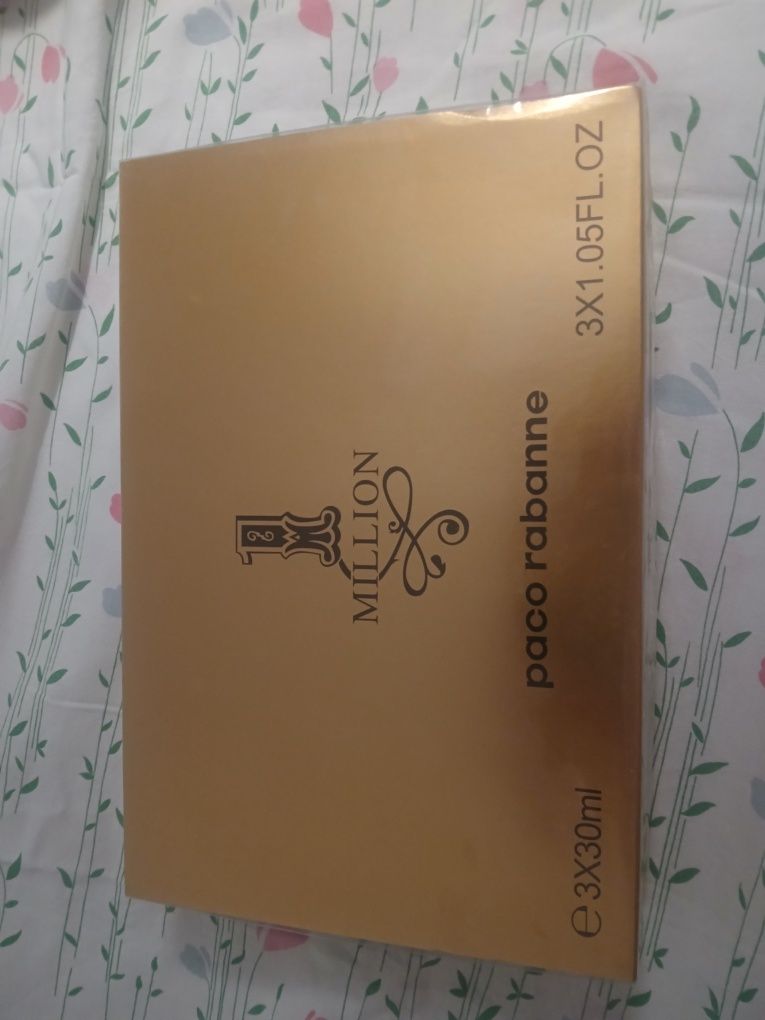 1
MILLION
paco rabanne
e 3X30ml
3X1.05FL.OZ